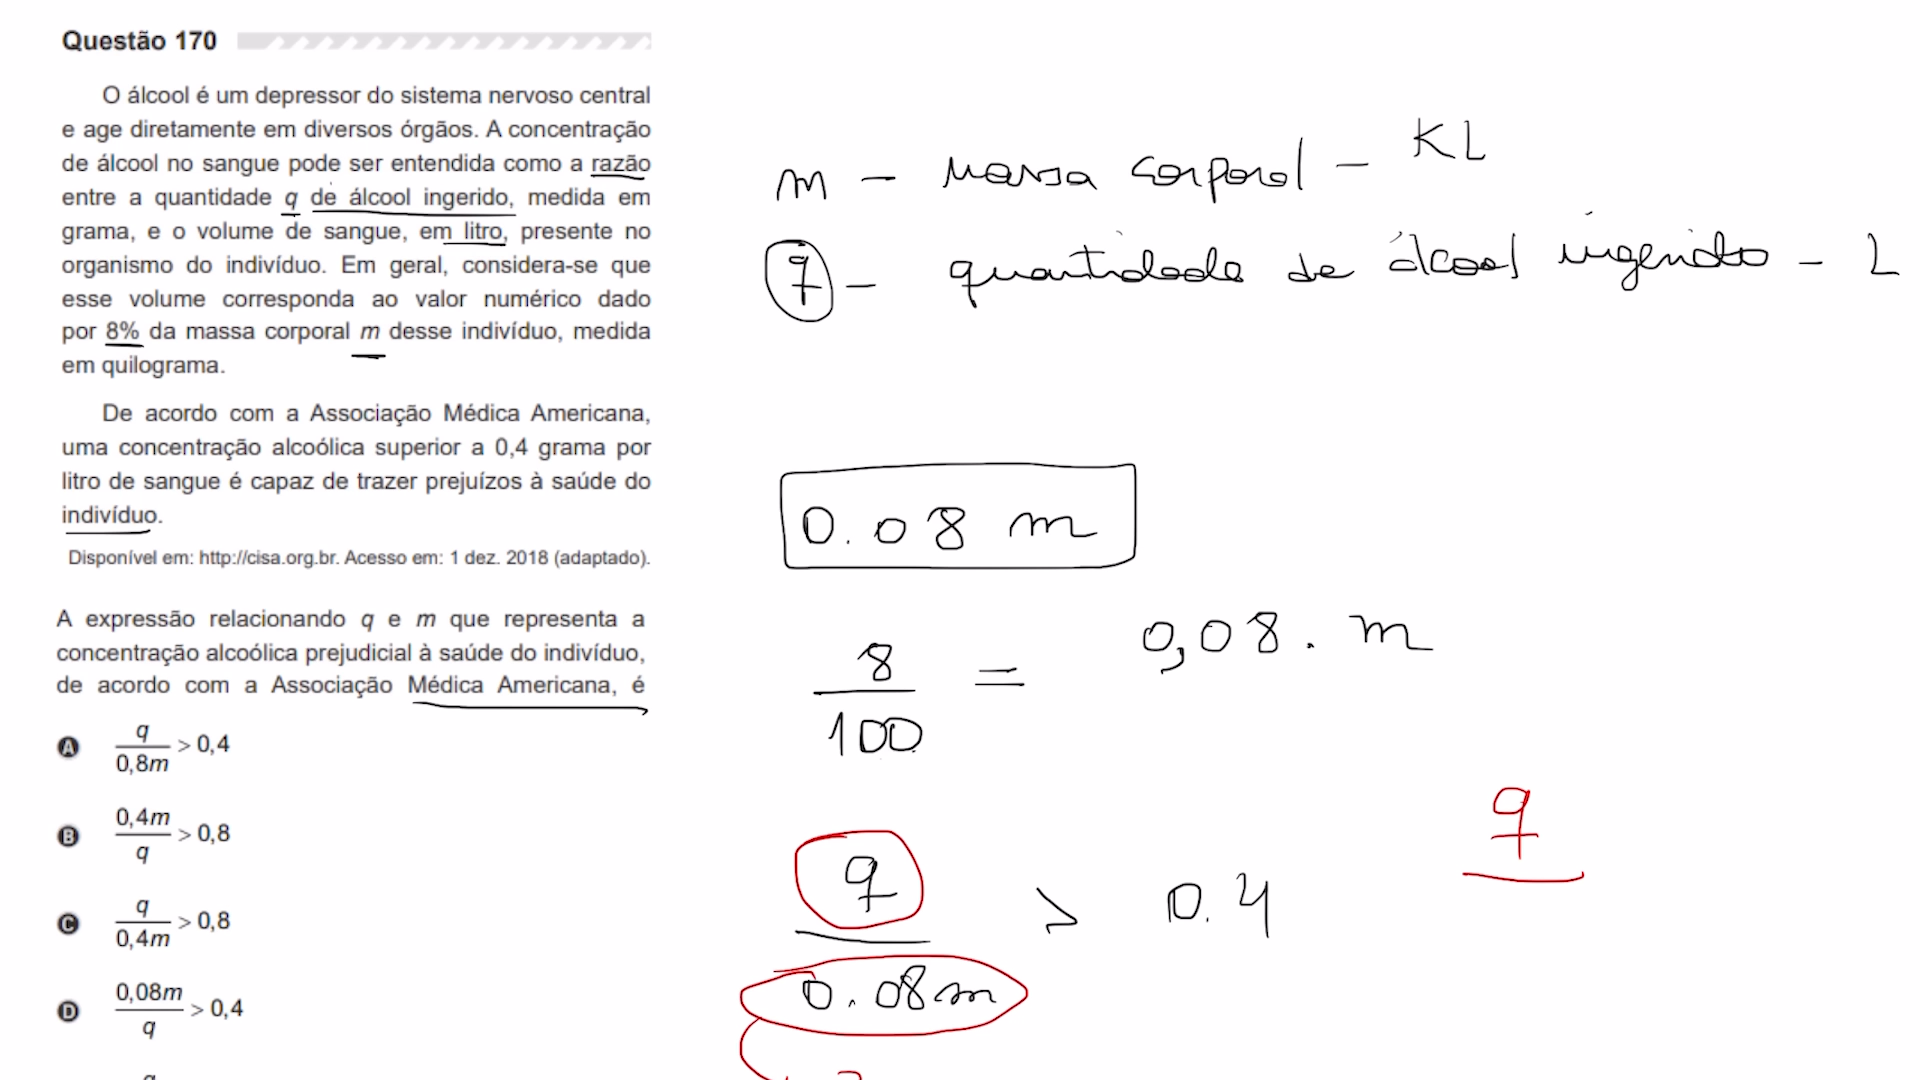 Questão 170
O álcool é um depressor do sistema nervoso central
e age diretamente em diversos órgãos. A concentração
de álcool no sangue pode ser entendida como a razão
entre a quantidade q de álcool ingerido, medida em
grama, e o volume de sangue, em litro, presente no
organismo do indivíduo. Em geral, considera-se que
esse volume corresponda ao valor numérico dado
por 8% da massa corporal m desse indivíduo, medida
em quilograma.
De acordo com a Associação Médica Americana,
uma concentração alcoólica superior a 0,4 grama por
litro de sangue é capaz de trazer prejuízos à saúde do
indivíduo.
Disponível em: http://cisa.org.br. Acesso em: 1 dez. 2018 (adaptado).
A expressão relacionando q e m que representa a
concentração alcoólica prejudicial à saúde do indivíduo,
de acordo com a Associação Médica Americana, é
A q/0,8m > 0,4
B 0,4m/q > 0,8
C q/0,4m > 0,8
D 0,08m/q > 0,4
m – massa corporal – KL
q – quantidade de álcool ingerido – L
0.08 m
8/100 = 0,08 . m
q/0.08m > 0.4
q